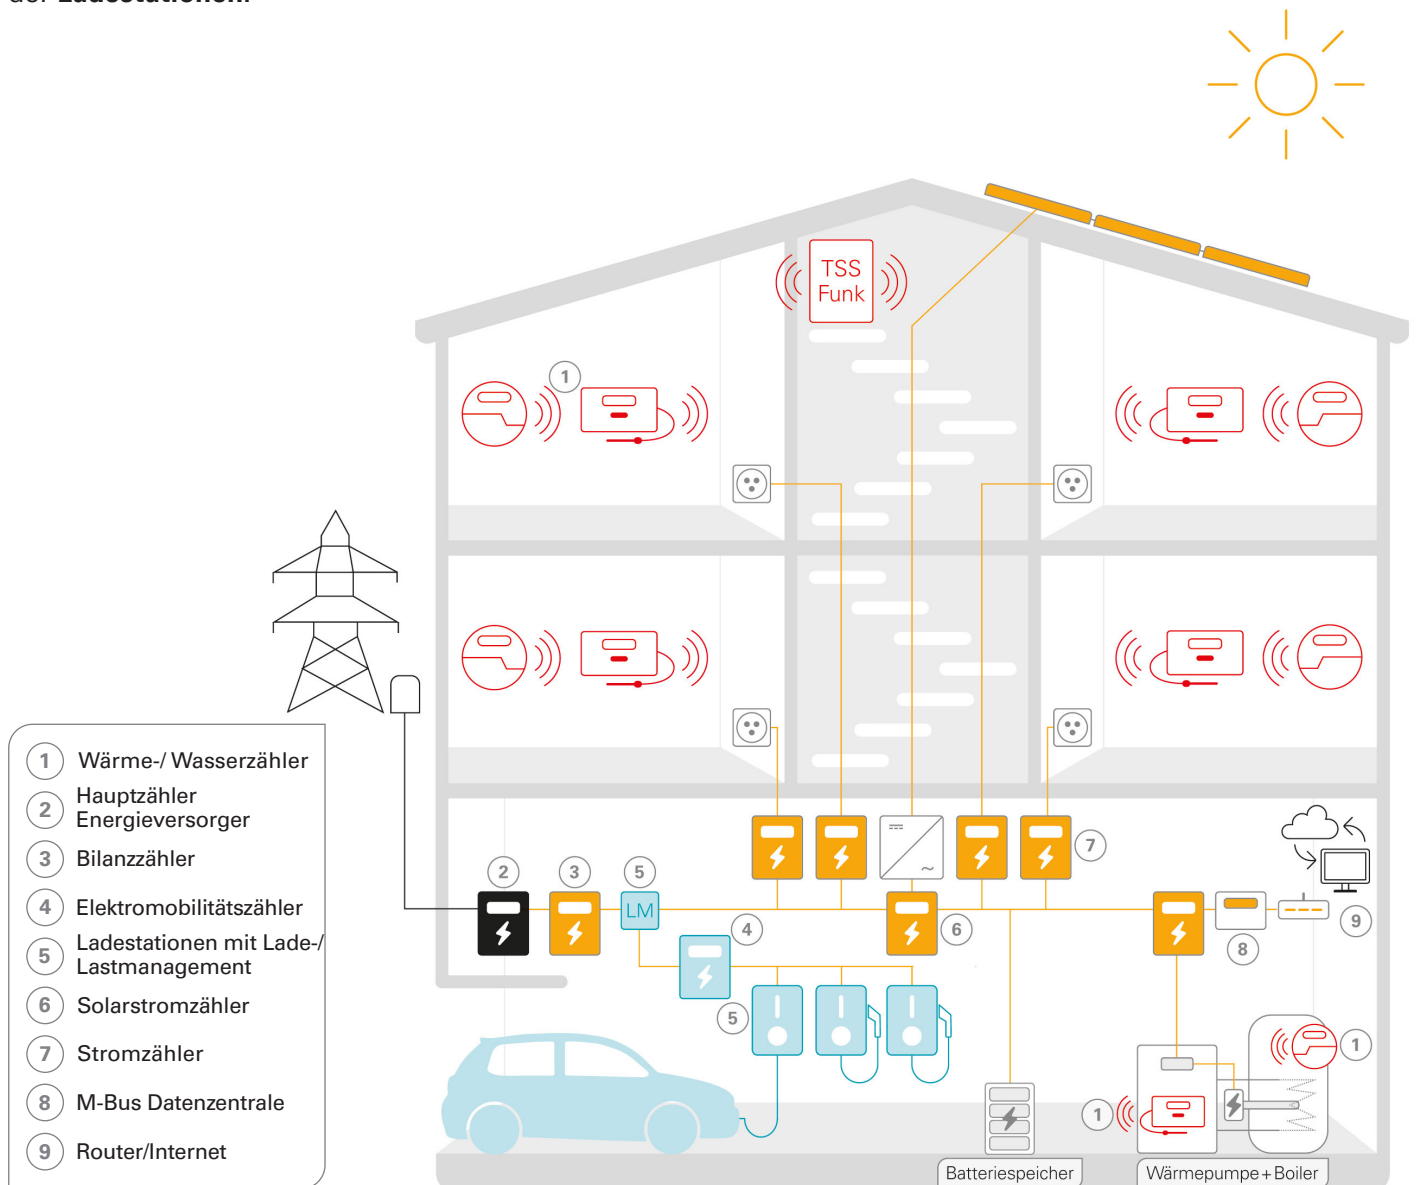 der Ladestationen.
TSS
Funk
1
2
3
5
LM
4
5
6
7
8
9
1
1
Batteriespeicher
Wärmepumpe+Boiler
1 Wärme-/ Wasserzähler
2 Hauptzähler
Energieversorger
3 Bilanzzähler
4 Elektromobilitätszähler
5 Ladestationen mit Lade-/
Lastmanagement
6 Solarstromzähler
7 Stromzähler
8 M-Bus Datenzentrale
9 Router/Internet